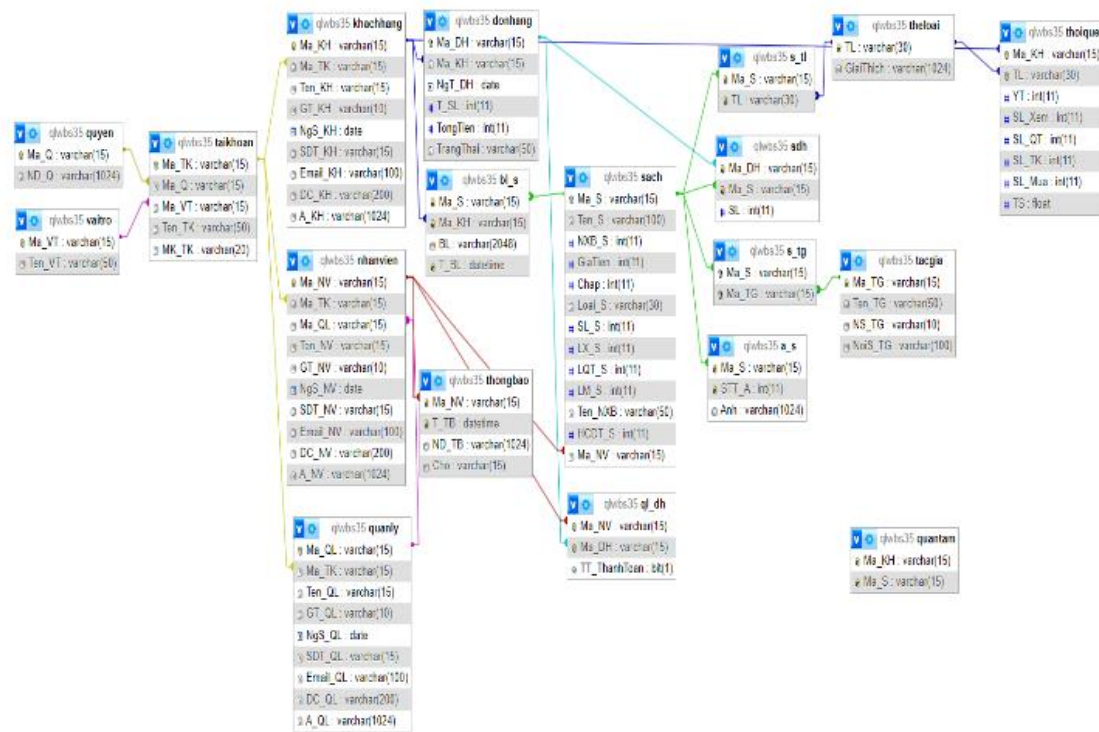 qlwbs35 quyen
Ma_Q : varchar(15)
ND_Q : varchar(1024)
qlwbs35 vaitro
Ma_VT : varchar(15)
Ten_VT : varchar(50)
qlwbs35 taikhoan
Ma_TK : varchar(15)
Ma_Q : varchar(15)
Ma_VT : varchar(15)
Ten_TK : varchar(50)
MK_TK : varchar(20)
qlwbs35 khachhang
Ma_KH : varchar(15)
Ma_TK : varchar(15)
Ten_KH : varchar(15)
GT_KH : varchar(10)
NgS_KH : date
SDT_KH : varchar(15)
Email_KH : varchar(100)
DC_KH : varchar(200)
A_KH : varchar(1024)
qlwbs35 nhanvien
Ma_NV : varchar(15)
Ma_TK : varchar(15)
Ma_QL : varchar(15)
Ten_NV : varchar(15)
GT_NV : varchar(10)
NgS_NV : date
SDT_NV : varchar(15)
Email_NV : varchar(100)
DC_NV : varchar(200)
A_NV : varchar(1024)
qlwbs35 quanly
Ma_QL : varchar(15)
Ma_TK : varchar(15)
Ten_QL : varchar(15)
GT_QL : varchar(10)
NgS_QL : date
SDT_QL : varchar(15)
Email_QL : varchar(100)
DC_QL : varchar(200)
A_QL : varchar(1024)
qlwbs35 donhang
Ma_DH : varchar(15)
Ma_KH : varchar(15)
NgT_DH : date
T_SL : int(11)
TongTien : int(11)
TrangThai : varchar(50)
qlwbs35 bl_s
Ma_S : varchar(15)
Ma_KH : varchar(15)
BL : varchar(2048)
T_BL : datetime
qlwbs35 thongbao
Ma_NV : varchar(15)
T_TB : datetime
ND_TB : varchar(1024)
Cho : varchar(15)
qlwbs35 sach
Ma_S : varchar(15)
Ten_S : varchar(100)
NXB_S : int(11)
GiaTien : int(11)
Chap : int(11)
Loai_S : varchar(30)
SL_S : int(11)
LX_S : int(11)
LQT_S : int(11)
LM_S : int(11)
Ten_NXB : varchar(50)
HCDT_S : int(11)
Ma_NV : varchar(15)
qlwbs35 ql_dh
Ma_NV : varchar(15)
Ma_DH : varchar(15)
TT_ThanhToan : bit(1)
qlwbs35 s_tl
Ma_S : varchar(15)
TL : varchar(30)
qlwbs35 sdh
Ma_DH : varchar(15)
Ma_S : varchar(15)
SL : int(11)
qlwbs35 s_tg
Ma_S : varchar(15)
Ma_TG : varchar(15)
qlwbs35 a_s
Ma_S : varchar(15)
STT_A : int(11)
Anh : varchar(1024)
qlwbs35 theloai
TL : varchar(30)
GiaiThich : varchar(1024)
qlwbs35 tacgia
Ma_TG : varchar(15)
Ten_TG : varchar(50)
NS_TG : varchar(10)
NoiS_TG : varchar(100)
qlwbs35 quantam
Ma_KH : varchar(15)
Ma_S : varchar(15)
qlwbs35 thoique
Ma_KH : varchar(15)
TL : varchar(30)
YT : int(11)
SL_Xem : int(11)
SL_QT : int(11)
SL_TK : int(11)
SL_Mua : int(11)
TS : float